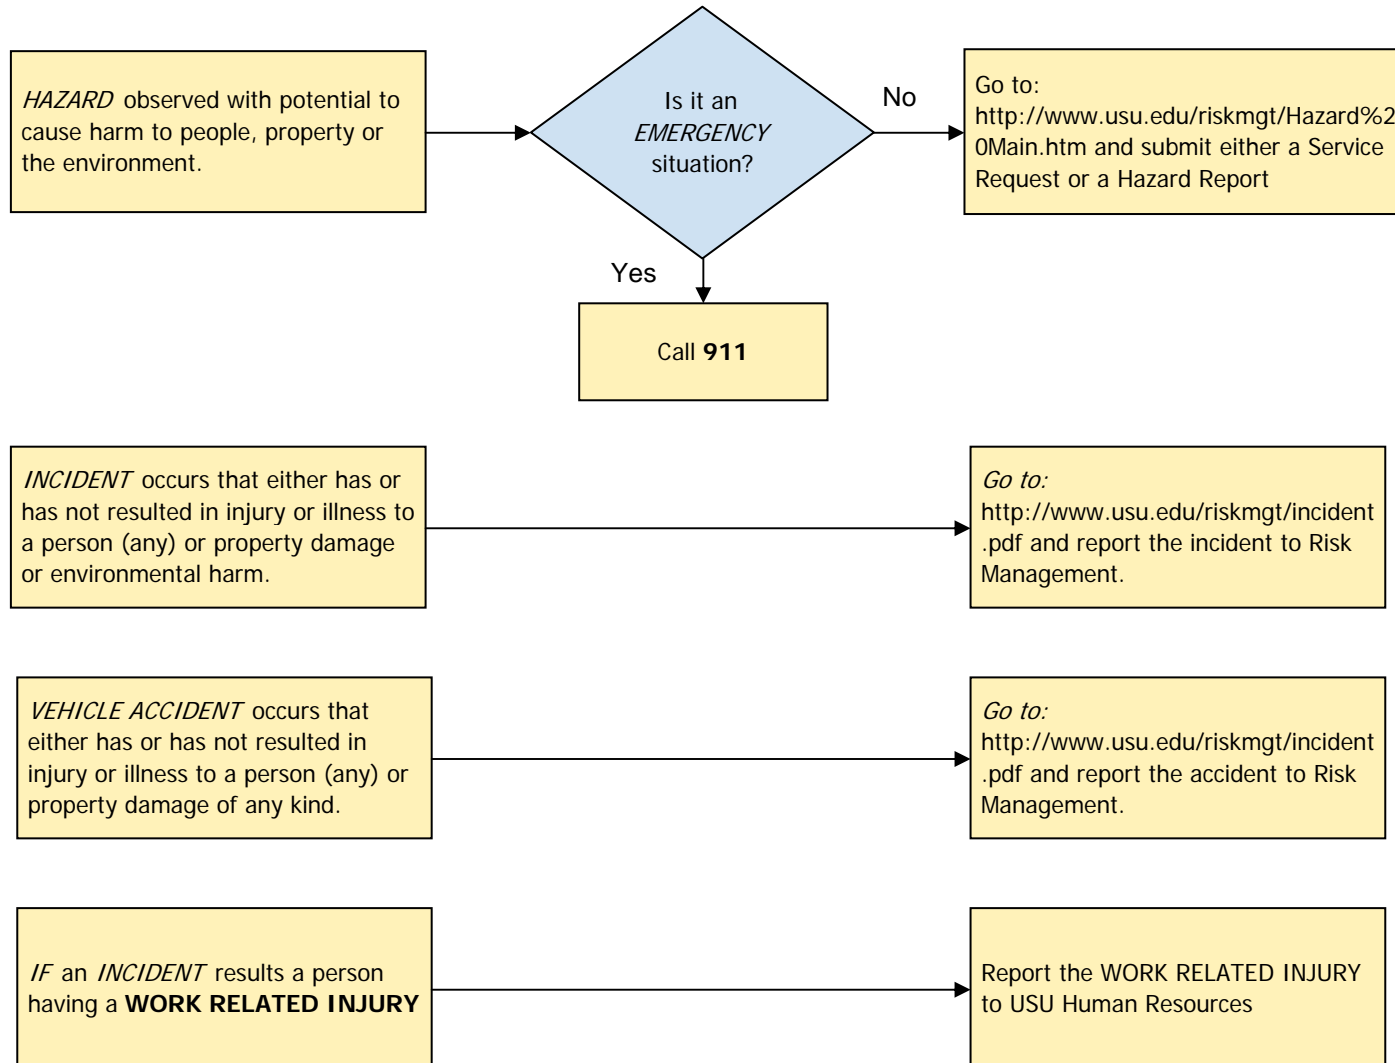 HAZARD observed with potential to
cause harm to people, property or
the environment.
Is it an
EMERGENCY
situation?
No
Go to:
http://www.usu.edu/riskmgt/Hazard%2
0Main.htm and submit either a Service
Request or a Hazard Report
Yes
Call 911
INCIDENT occurs that either has or
has not resulted in injury or illness to
a person (any) or property damage
or environmental harm.
Go to:
http://www.usu.edu/riskmgt/incident
.pdf and report the incident to Risk
Management.
VEHICLE ACCIDENT occurs that
either has or has not resulted in
injury or illness to a person (any) or
property damage of any kind.
Go to:
http://www.usu.edu/riskmgt/incident
.pdf and report the accident to Risk
Management.
IF an INCIDENT results a person
having a WORK RELATED INJURY
Report the WORK RELATED INJURY
to USU Human Resources